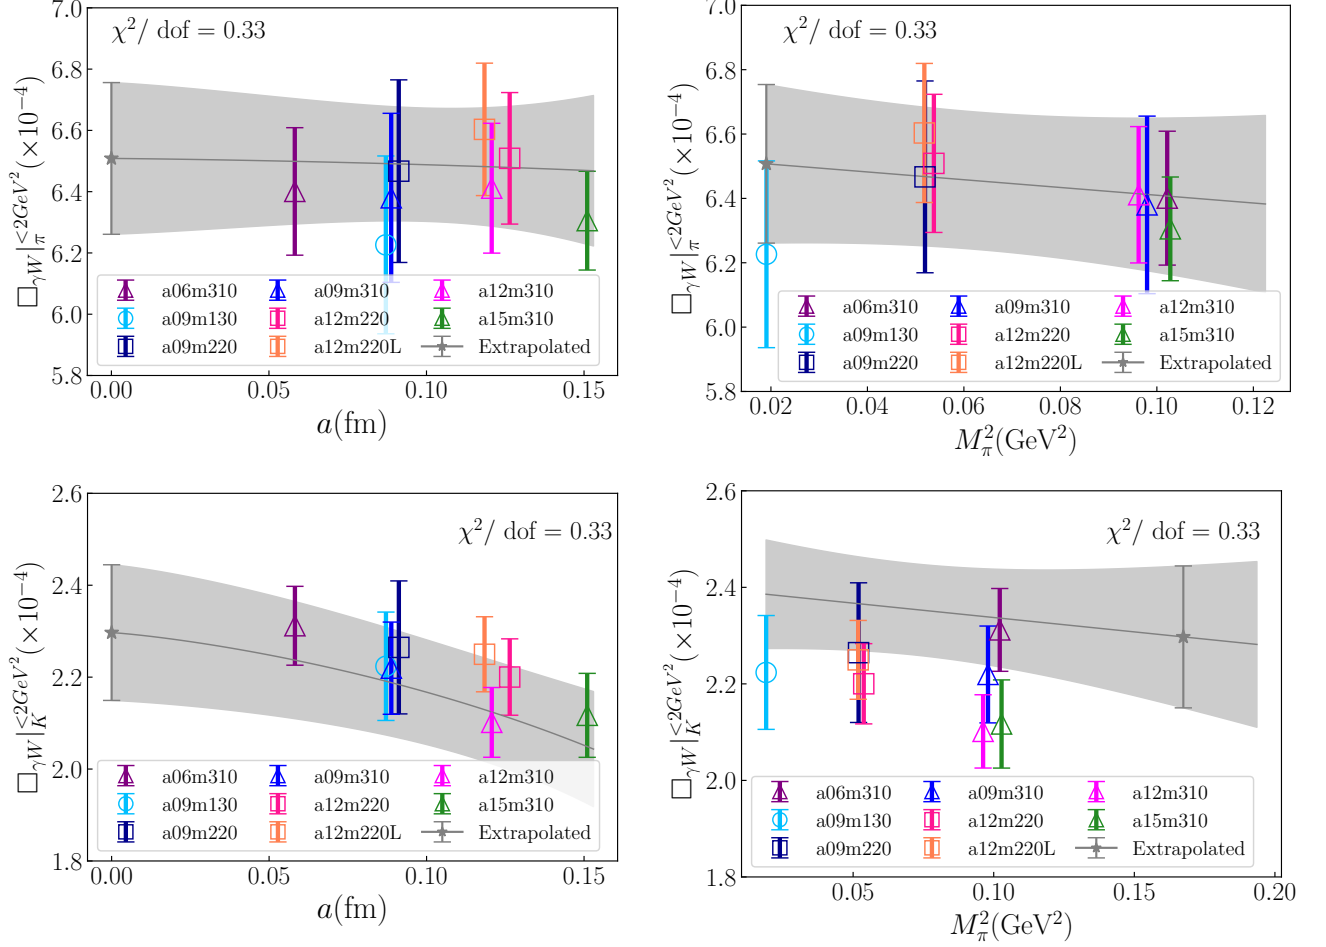 χ²/ dof = 0.33
□γW|π^<2GeV² (×10⁻⁴)
7.0
6.8
6.6
6.4
6.2
6.0
5.8
a06m310 a09m310 a12m310
a09m130 a12m220 a15m310
a09m220 a12m220L Extrapolated
0.00 0.05 0.10 0.15
a(fm)
χ²/ dof = 0.33
□γW|π^<2GeV² (×10⁻⁴)
7.0
6.8
6.6
6.4
6.2
6.0
5.8
a06m310 a09m310 a12m310
a09m130 a12m220 a15m310
a09m220 a12m220L Extrapolated
0.02 0.04 0.06 0.08 0.10 0.12
M²π(GeV²)
χ²/ dof = 0.33
□γW|K^<2GeV² (×10⁻⁴)
2.6
2.4
2.2
2.0
1.8
a06m310 a09m310 a12m310
a09m130 a12m220 a15m310
a09m220 a12m220L Extrapolated
0.00 0.05 0.10 0.15
a(fm)
χ²/ dof = 0.33
□γW|K^<2GeV² (×10⁻⁴)
2.6
2.4
2.2
2.0
1.8
a06m310 a09m310 a12m310
a09m130 a12m220 a15m310
a09m220 a12m220L Extrapolated
0.05 0.10 0.15 0.20
M²π(GeV²)